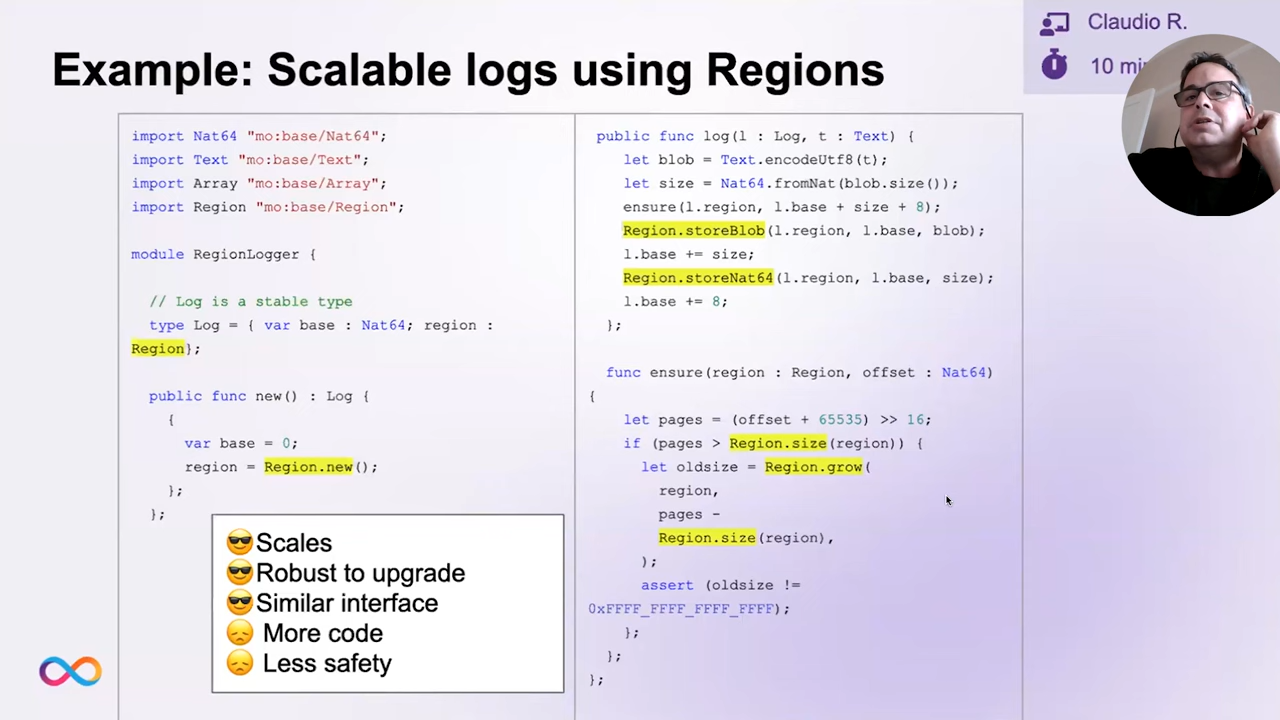 Example: Scalable logs using Regions
Claudio R.
10
import Nat64 "mo:base/Nat64";
import Text "mo:base/Text";
import Array "mo:base/Array";
import Region "mo:base/Region";
module RegionLogger {
// Log is a stable type
type Log = { var base : Nat64; region :
Region};
public func new() : Log {
{
var base = 0;
region = Region.new();
};
};
😎Scales
😎Robust to upgrade
😎Similar interface
😞 More code
😞 Less safety
public func log(l : Log, t : Text) {
let blob = Text.encodeUtf8(t);
let size = Nat64.fromNat(blob.size());
ensure(l.region, l.base + size + 8);
Region.storeBlob(l.region, l.base, blob);
l.base += size;
Region.storeNat64(l.region, l.base, size);
l.base += 8;
};
func ensure(region : Region, offset : Nat64)
{
let pages = (offset + 65535) >> 16;
if (pages > Region.size(region)) {
let oldsize = Region.grow(
region,
pages -
Region.size(region),
);
assert (oldsize !=
0xFFFF_FFFF_FFFF_FFFF);
};
};
};